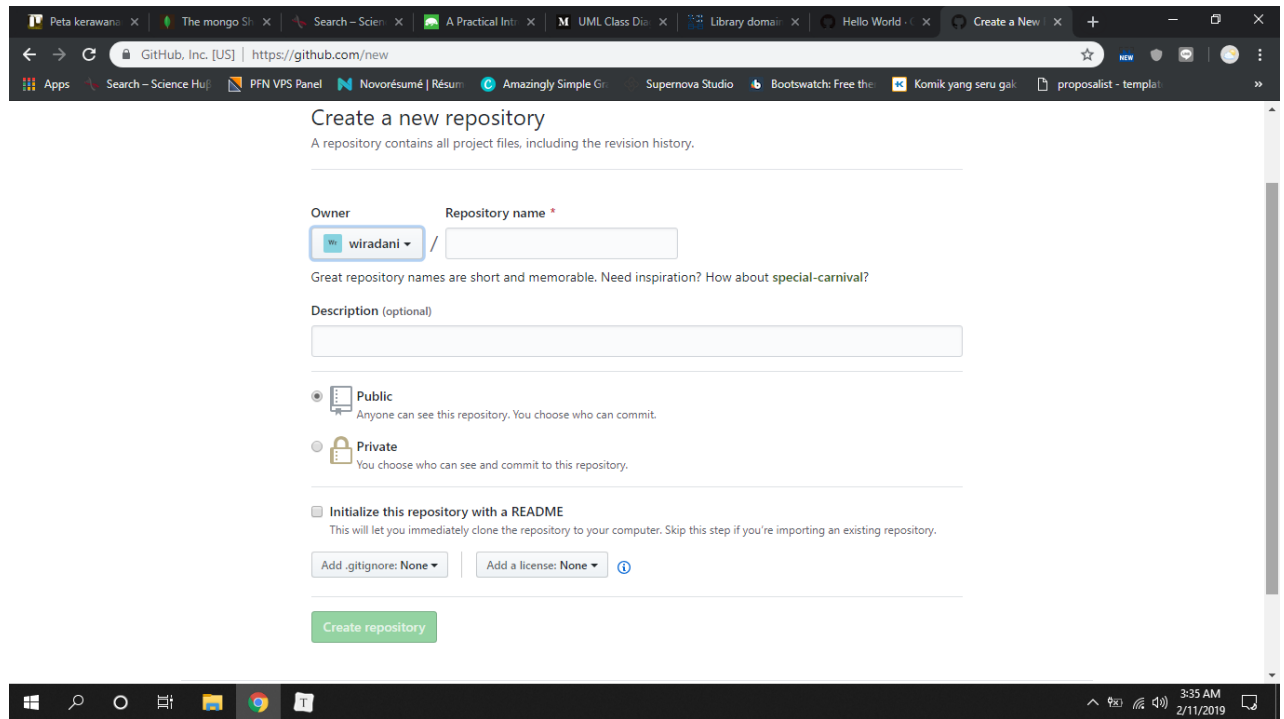 Peta kerawana
The mongo Sh
Search – Scien
A Practical Intr
M UML Class Dia
Library domain
Hello World ·
Create a New
GitHub, Inc. [US] | https://github.com/new
NEW
Apps
Search – Science Hu
PFN VPS Panel
Novorésumé | Résum
Amazingly Simple Gr
Supernova Studio
Bootswatch: Free the
Komik yang seru gak
proposalist - templat
»
Create a new repository
A repository contains all project files, including the revision history.
Owner
Repository name *
wiradani
/
Great repository names are short and memorable. Need inspiration? How about special-carnival?
Description (optional)
Public
Anyone can see this repository. You choose who can commit.
Private
You choose who can see and commit to this repository.
Initialize this repository with a README
This will let you immediately clone the repository to your computer. Skip this step if you're importing an existing repository.
Add .gitignore: None
Add a license: None
Create repository
T
3:35 AM
2/11/2019